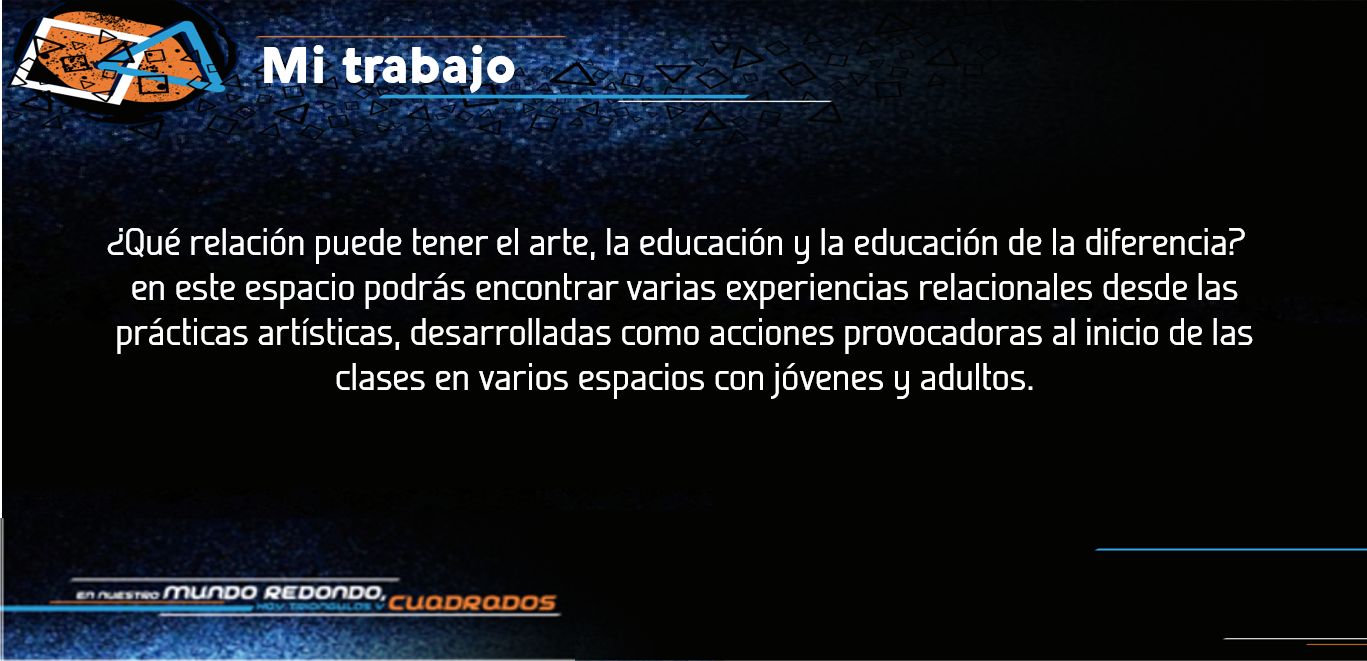 Mi trabajo
¿Qué relación puede tener el arte, la educación y la educación de la diferencia?
en este espacio podrás encontrar varias experiencias relacionales desde las
prácticas artísticas, desarrolladas como acciones provocadoras al inicio de las
clases en varios espacios con jóvenes y adultos.
EN NUESTRO MUNDO REDONDO,
HAY TRIANGULOS Y CUADRADOS